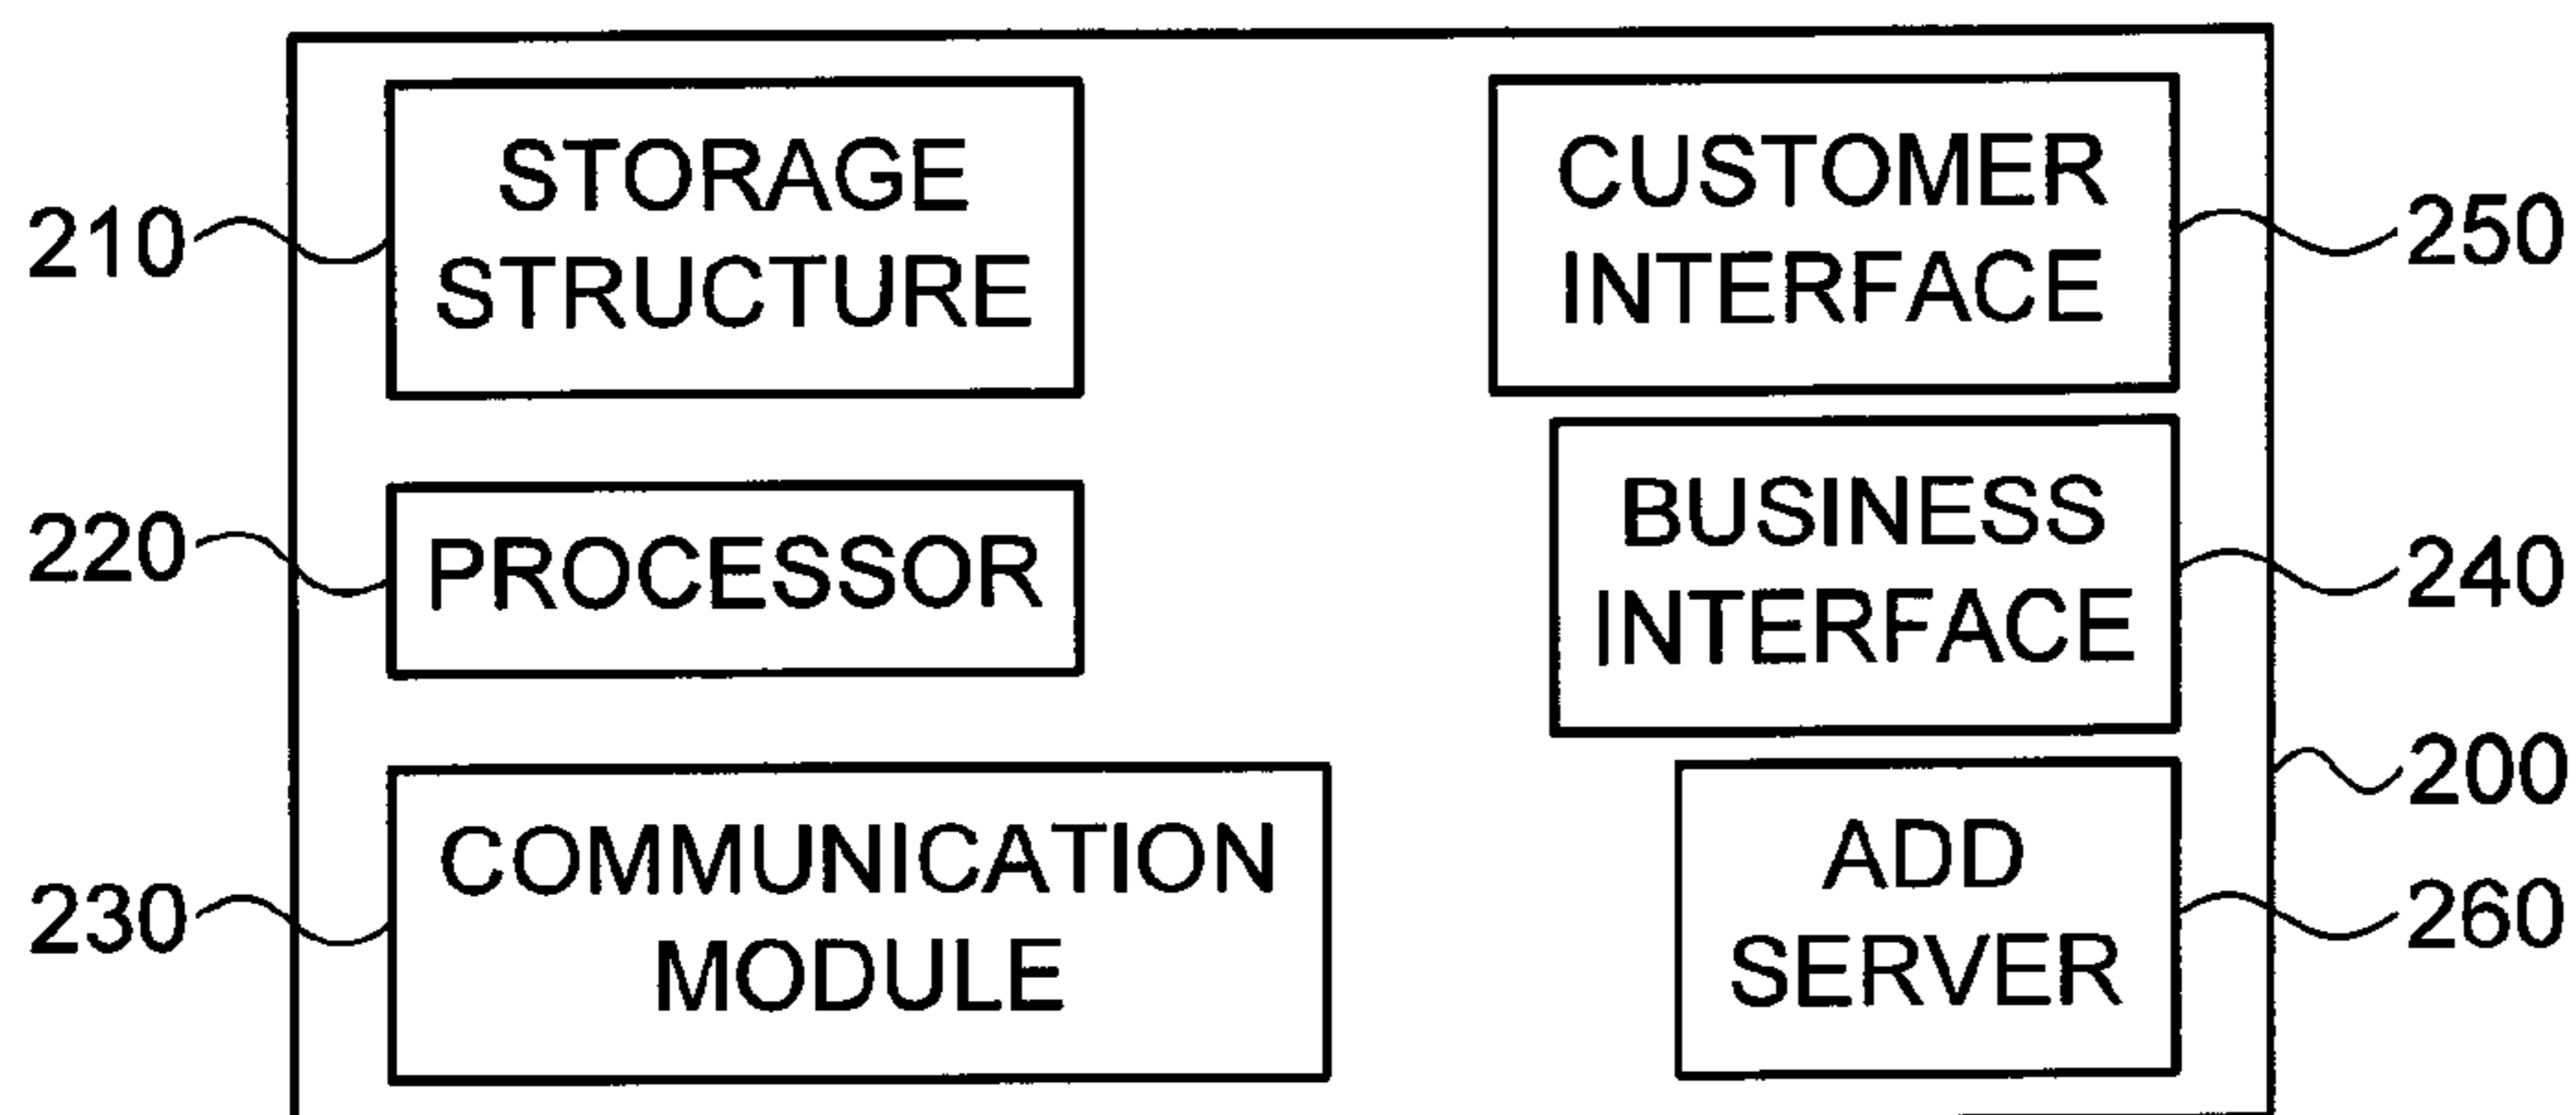 STORAGE
STRUCTURE
210
CUSTOMER
INTERFACE
250
PROCESSOR
220
BUSINESS
INTERFACE
240
200
COMMUNICATION
MODULE
230
ADD
SERVER
260